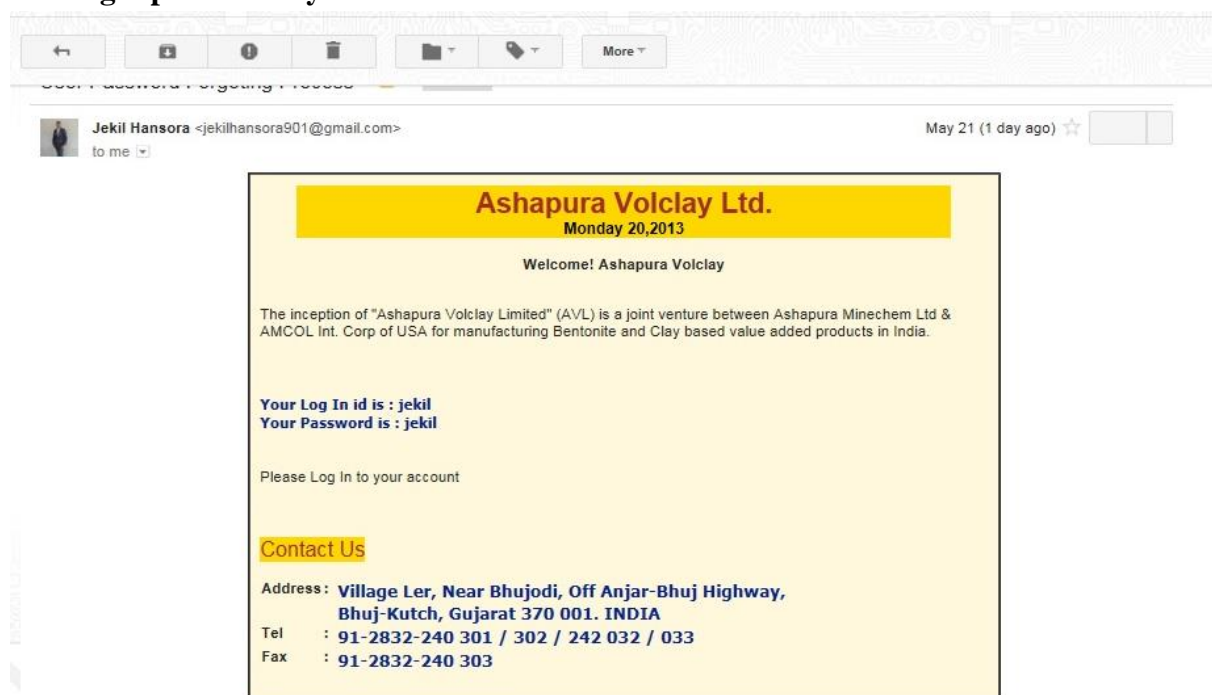 More
User Password Forgeting Process
Jekil Hansora <jekilhansora901@gmail.com>
May 21 (1 day ago)
to me
Ashapura Volclay Ltd.
Monday 20,2013
Welcome! Ashapura Volclay
The inception of "Ashapura Volclay Limited" (AVL) is a joint venture between Ashapura Minechem Ltd &
AMCOL Int. Corp of USA for manufacturing Bentonite and Clay based value added products in India.
Your Log In id is : jekil
Your Password is : jekil
Please Log In to your account
Contact Us
Address: Village Ler, Near Bhujodi, Off Anjar-Bhuj Highway,
Bhuj-Kutch, Gujarat 370 001. INDIA
Tel : 91-2832-240 301 / 302 / 242 032 / 033
Fax : 91-2832-240 303